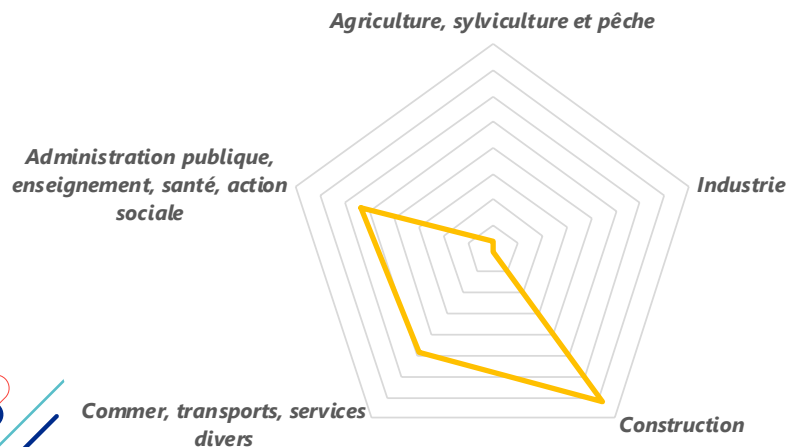 Agriculture, sylviculture et pêche
Administration publique,
enseignement, santé, action
sociale
Industrie
Commer, transports, services
divers
Construction